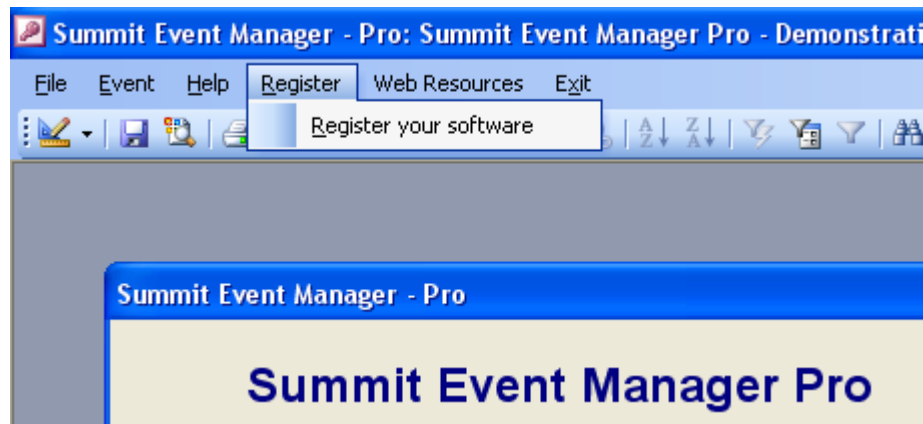 Summit Event Manager - Pro: Summit Event Manager Pro - Demonstrati
File Event Help Register Web Resources Exit
Register your software
Summit Event Manager - Pro
Summit Event Manager Pro